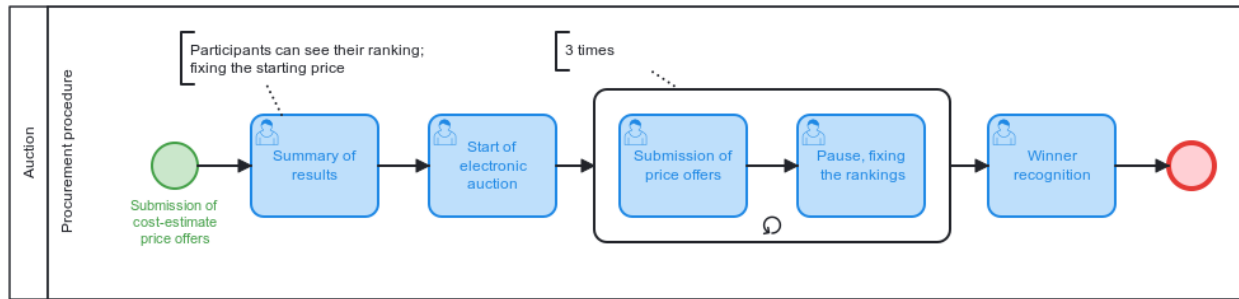 Auction
Procurement procedure
Participants can see their ranking;
fixing the starting price
3 times
Submission of
cost-estimate
price offers
Summary of
results
Start of
electronic
auction
Submission of
price offers
Pause, fixing
the rankings
Winner
recognition